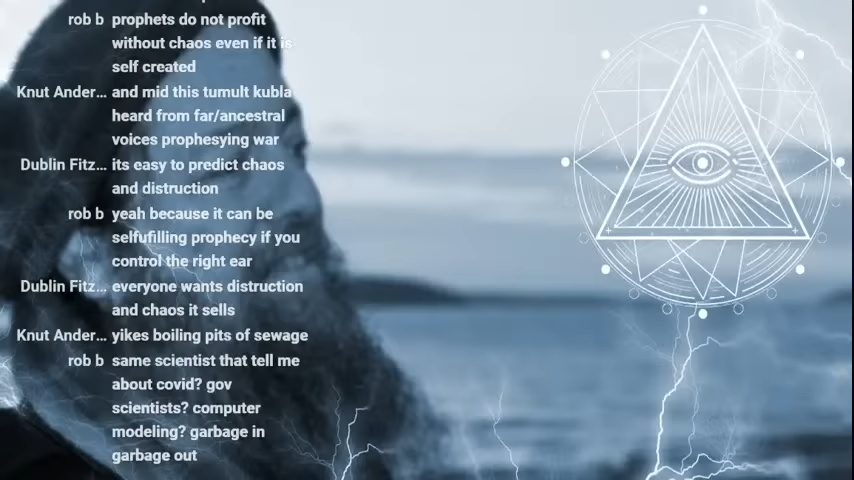 rob b prophets do not profit
without chaos even if it is
self created
Knut Ander... and mid this tumult kubla
heard from far/ancestral
voices prophesying war
Dublin Fitz... its easy to predict chaos
and distruction
rob b yeah because it can be
selfufilling prophecy if you
control the right ear
Dublin Fitz... everyone wants distruction
and chaos it sells
Knut Ander... yikes boiling pits of sewage
rob b same scientist that tell me
about covid? gov
scientists? computer
modeling? garbage in
garbage out